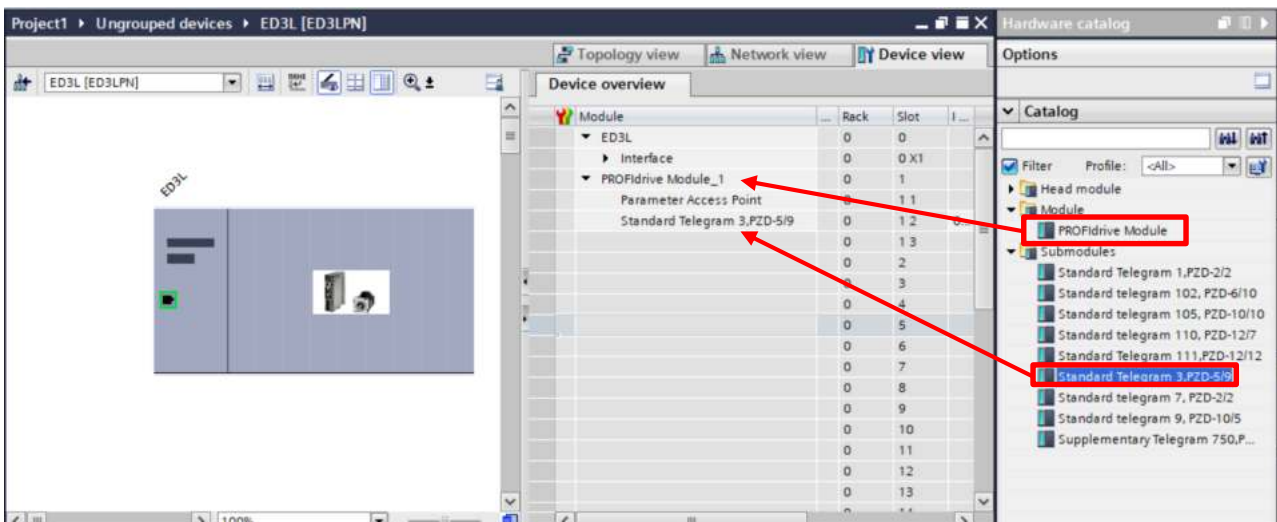 Project1 ▸ Ungrouped devices ▸ ED3L [ED3LPN]
Hardware catalog
Topology view
Network view
Device view
Options
ED3L [ED3LPN]
Device overview
Module ... Rack Slot I ...
Catalog
ED3L 0 0
Interface 0 0 X1
PROFIdrive Module_1 0 1
Parameter Access Point 1 1
Standard Telegram 3,PZD-5/9 0 1 2
0 1 3
0 2
3
0 4
0 5
0 6
0 7
0 8
0 9
0 10
0 11
0 12
0 13
Filter Profile: <All>
Head module
Module
PROFIdrive Module
Submodules
Standard Telegram 1,PZD-2/2
Standard telegram 102, PZD-6/10
Standard telegram 105, PZD-10/10
Standard telegram 110, PZD-12/7
Standard Telegram 111,PZD-12/12
Standard Telegram 3,PZD-5/9
Standard telegram 7, PZD-2/2
Standard telegram 9, PZD-10/5
Supplementary Telegram 750,P...
ED3L
100%